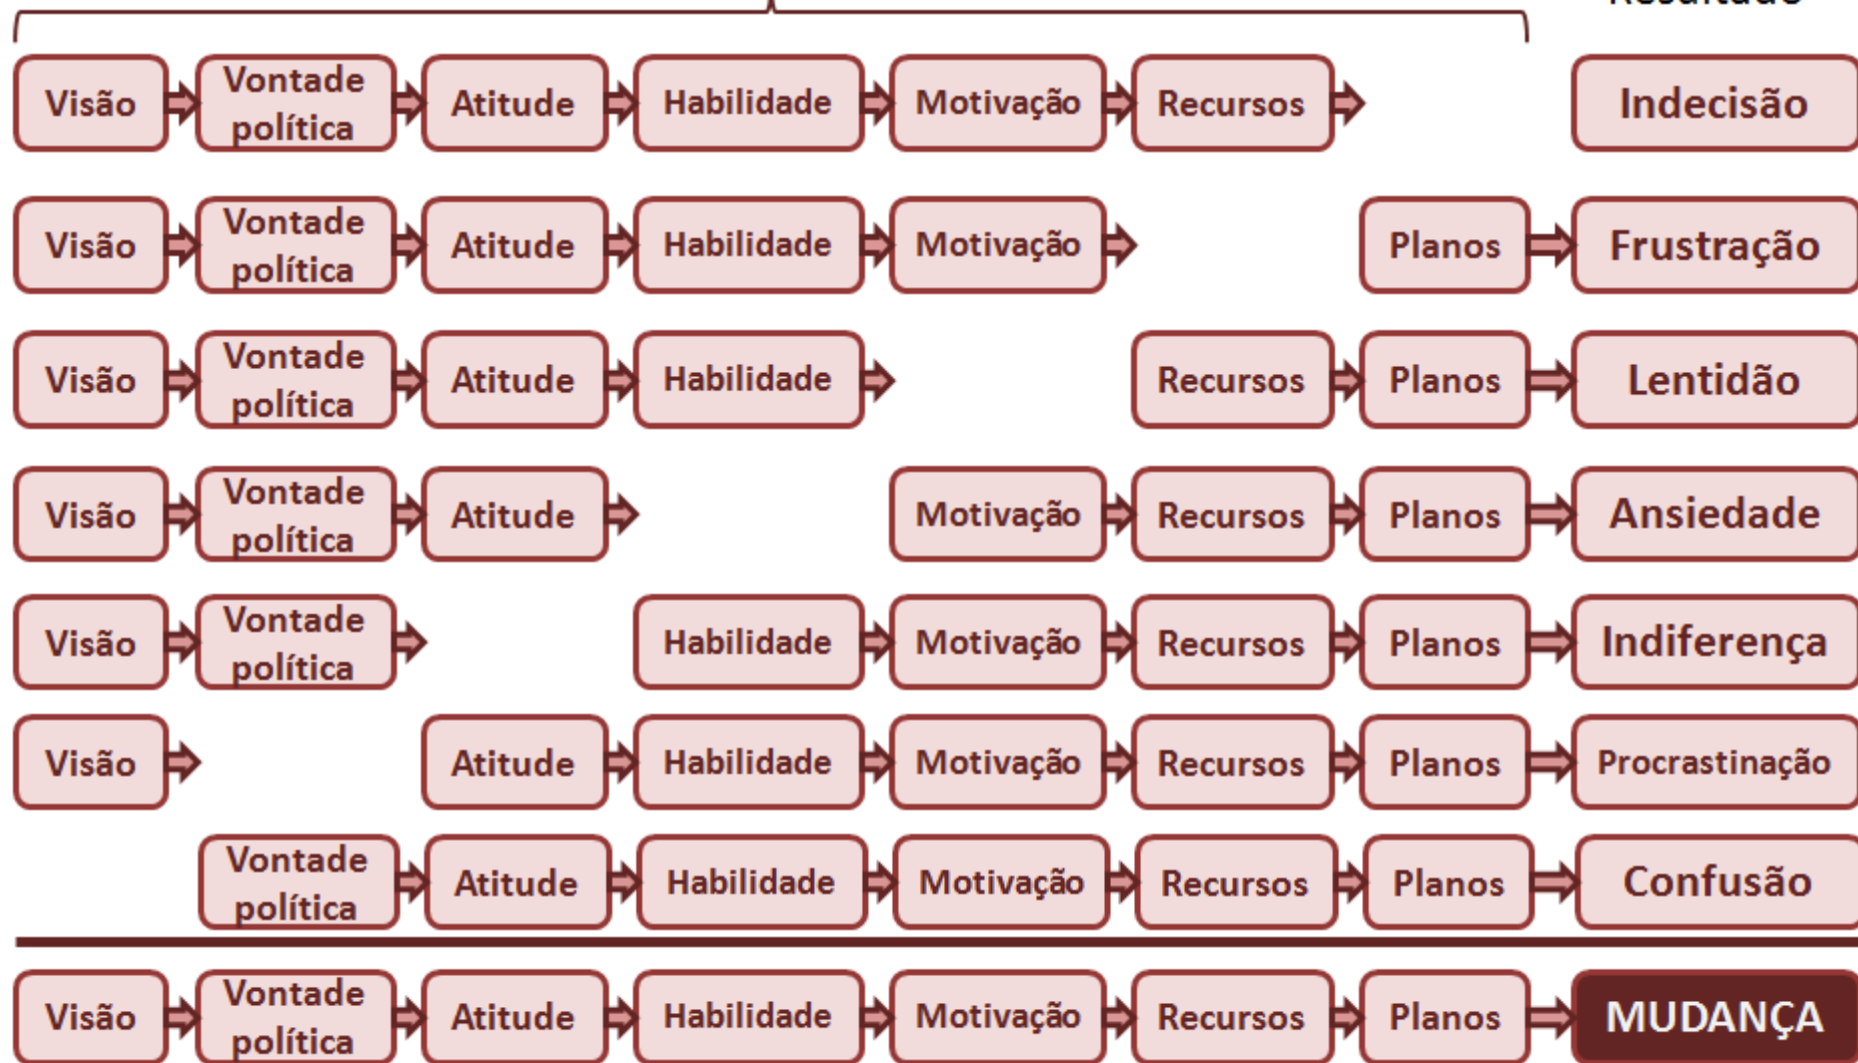 Resultado
Visão Vontade política Atitude Habilidade Motivação Recursos Indecisão
Visão Vontade política Atitude Habilidade Motivação Planos Frustração
Visão Vontade política Atitude Habilidade Recursos Planos Lentidão
Visão Vontade política Atitude Motivação Recursos Planos Ansiedade
Visão Vontade política Habilidade Motivação Recursos Planos Indiferença
Visão Atitude Habilidade Motivação Recursos Planos Procrastinação
Vontade política Atitude Habilidade Motivação Recursos Planos Confusão
Visão Vontade política Atitude Habilidade Motivação Recursos Planos MUDANÇA